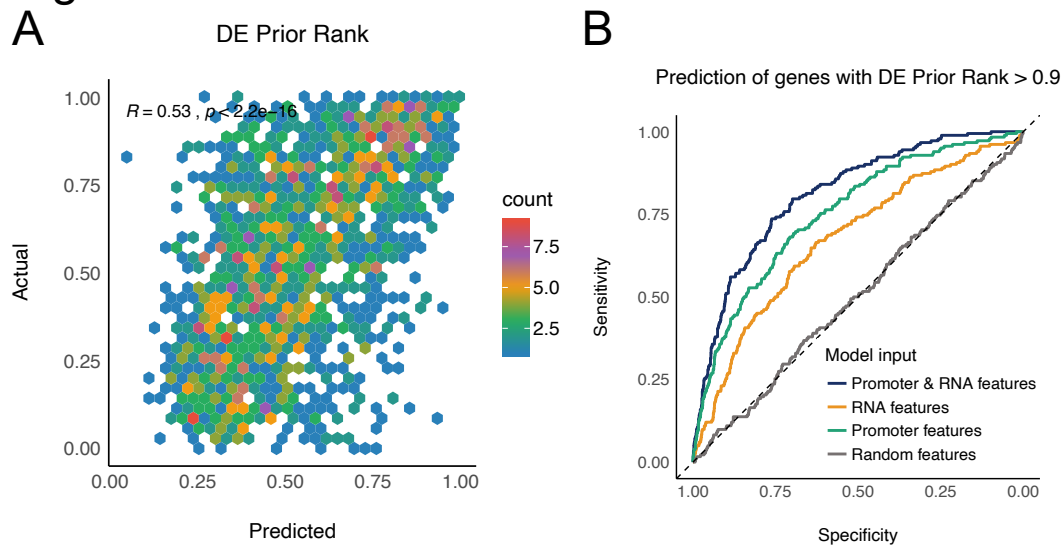 A
DE Prior Rank
R = 0.53 , p < 2.2e−16
1.00
0.75
0.50
0.25
0.00
Actual
0.00 0.25 0.50 0.75 1.00
Predicted
count
7.5
5.0
2.5
B
Prediction of genes with DE Prior Rank > 0.9
1.00
0.75
0.50
0.25
0.00
Sensitivity
Model input
Promoter & RNA features
RNA features
Promoter features
Random features
1.00 0.75 0.50 0.25 0.00
Specificity